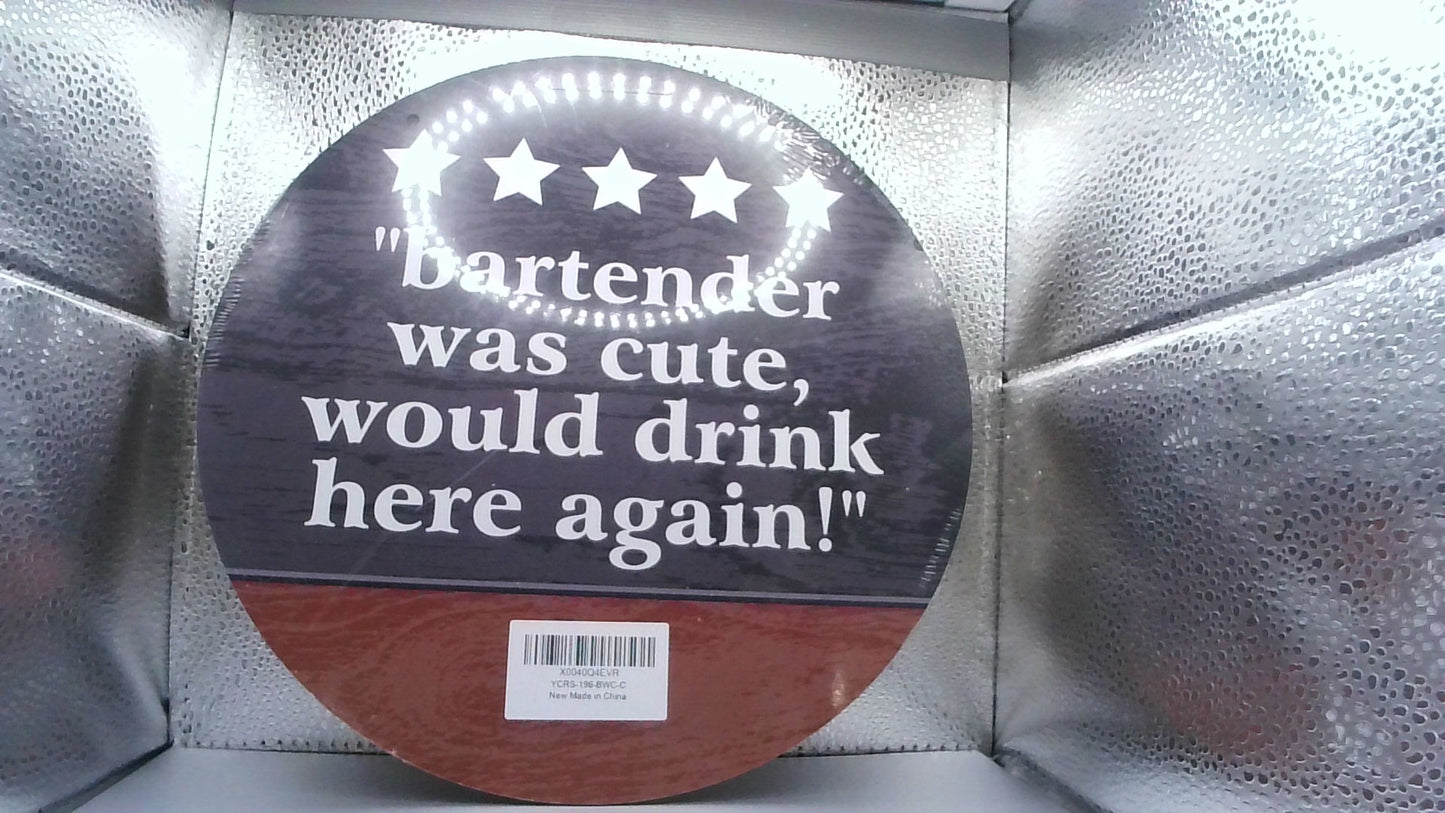 "bartender
was cute,
would drink
here again!"
X0040Q4EVR
YCRS-196-BWC-C
New Made in China